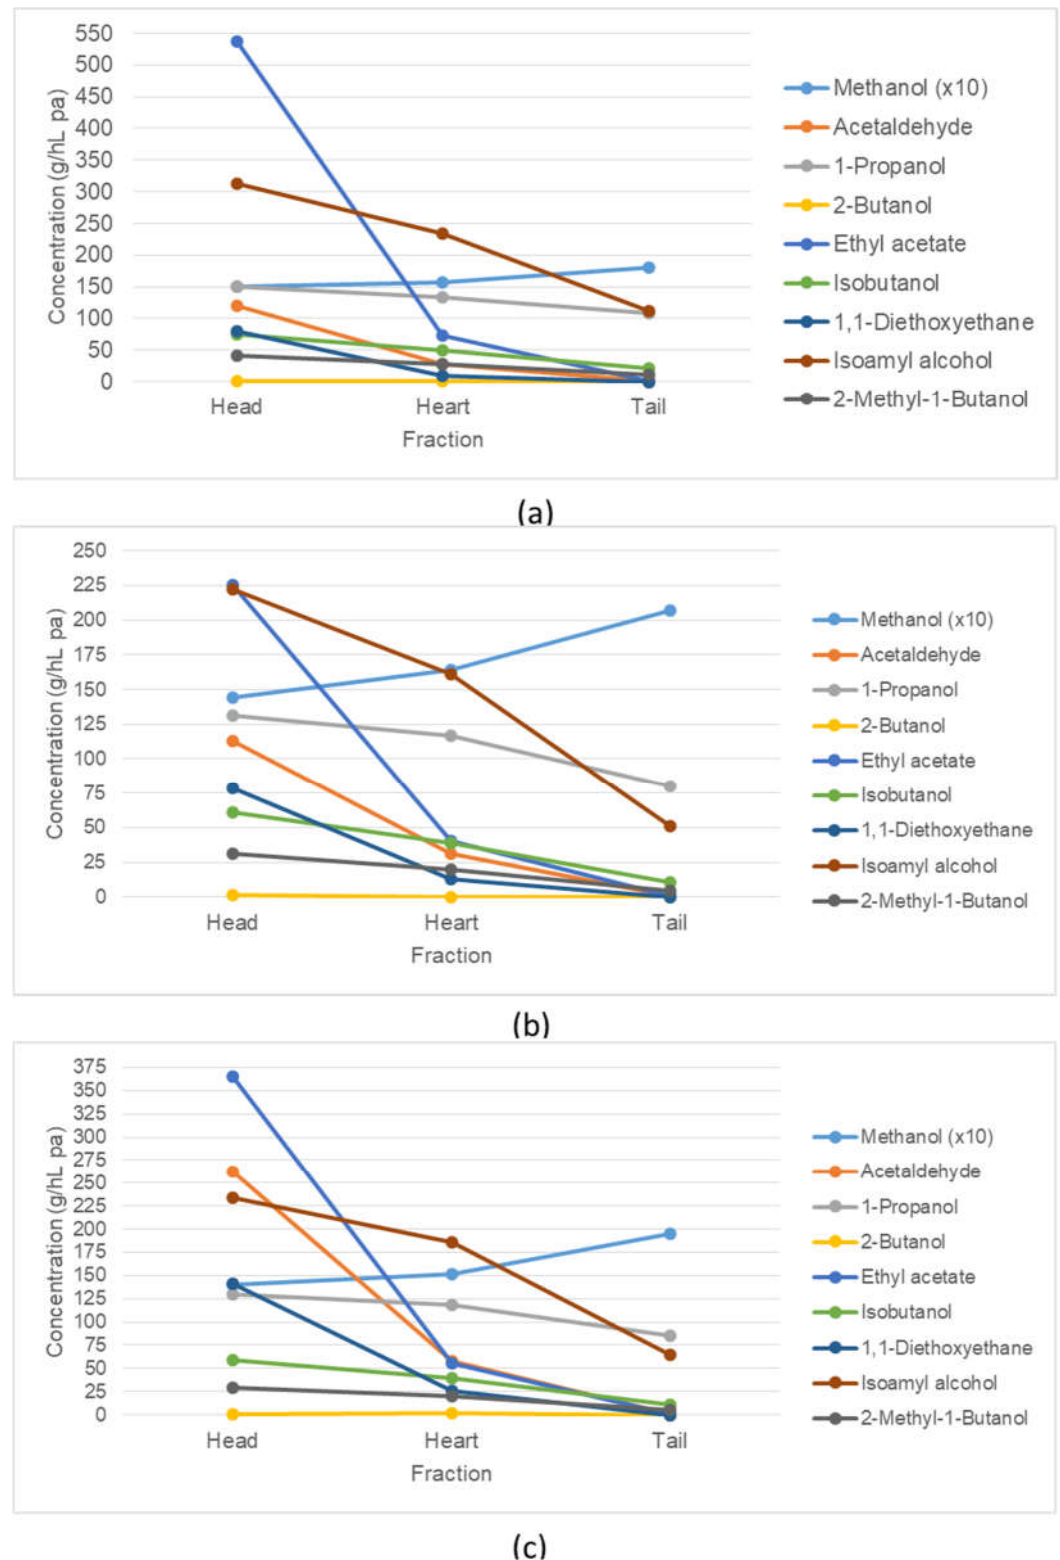 550
500
450
400
350
300
250
200
150
100
50
0
Concentration (g/hL pa)
Head Heart Tail
Fraction
Methanol (x10)
Acetaldehyde
1-Propanol
2-Butanol
Ethyl acetate
Isobutanol
1,1-Diethoxyethane
Isoamyl alcohol
2-Methyl-1-Butanol
(a)
250
225
200
175
150
125
100
75
50
25
0
Concentration (g/hL pa)
Head Heart Tail
Fraction
Methanol (x10)
Acetaldehyde
1-Propanol
2-Butanol
Ethyl acetate
Isobutanol
1,1-Diethoxyethane
Isoamyl alcohol
2-Methyl-1-Butanol
(b)
375
350
325
300
275
250
225
200
175
150
125
100
75
50
25
0
Concentration (g/hL pa)
Head Heart Tail
Fraction
Methanol (x10)
Acetaldehyde
1-Propanol
2-Butanol
Ethyl acetate
Isobutanol
1,1-Diethoxyethane
Isoamyl alcohol
2-Methyl-1-Butanol
(c)